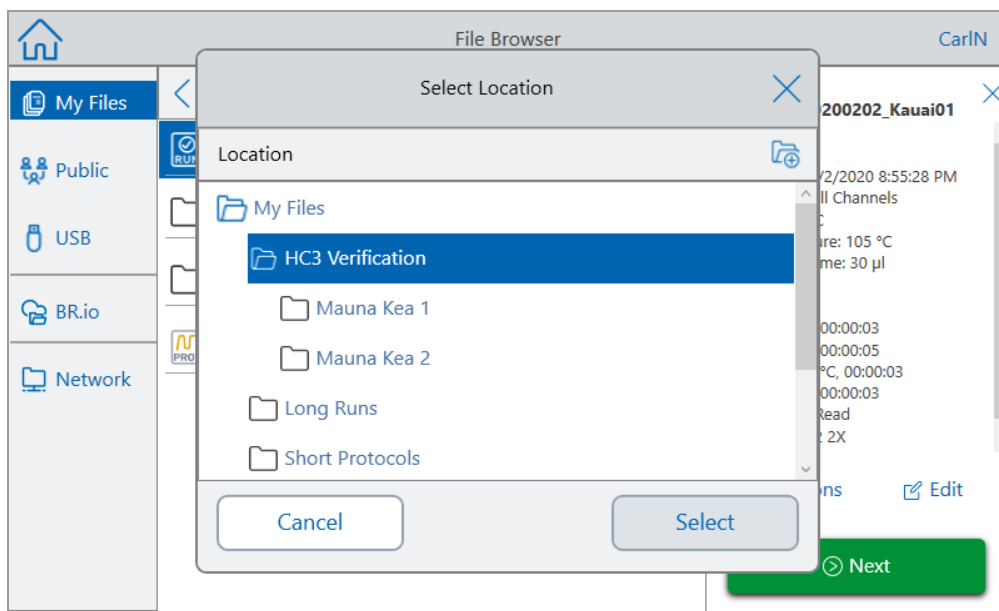 File Browser
CarlN
My Files
Public
USB
BR.io
Network
RUN
PRO
Select Location
Location
My Files
HC3 Verification
Mauna Kea 1
Mauna Kea 2
Long Runs
Short Protocols
Cancel
Select
200202_Kauai01
/2/2020 8:55:28 PM
ll Channels
C
ure: 105 °C
me: 30 µl
00:00:03
00:00:05
°C, 00:00:03
00:00:03
Read
2X
ns
Edit
Next